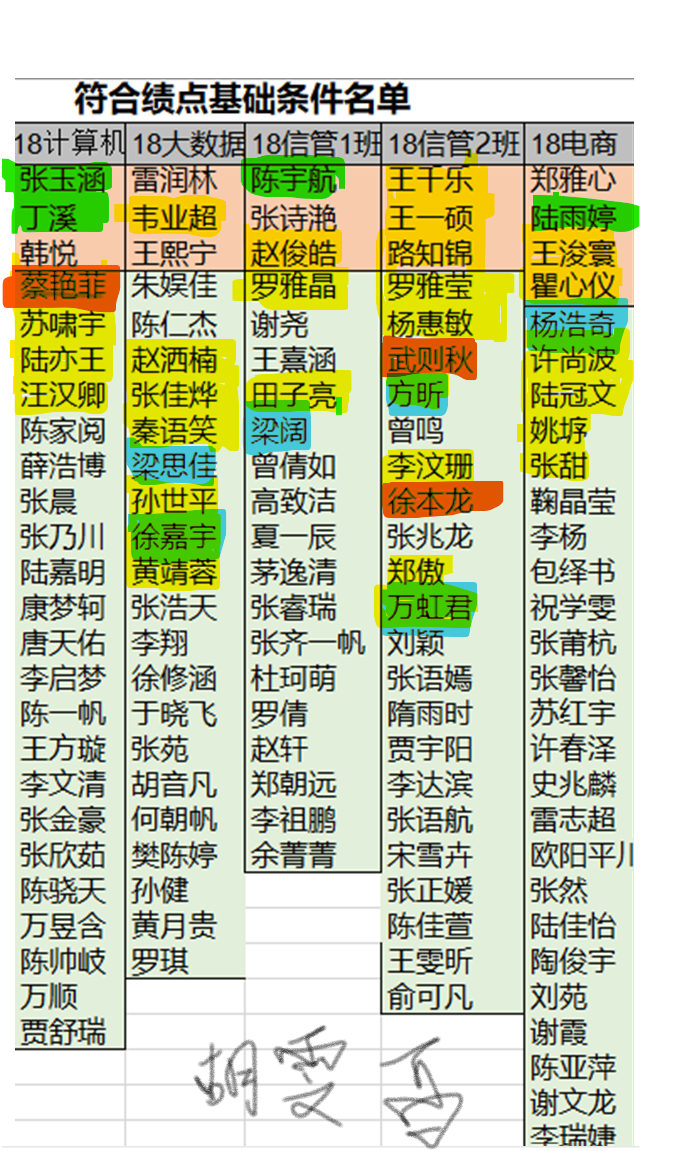 符合绩点基础条件名单
18计算机 18大数据 18信管1班 18信管2班 18电商
张玉涵 雷润林 陈宇航 王千乐 郑雅心
丁溪 韦业超 张诗滟 王一硕 陆雨婷
韩悦 王熙宁 赵俊皓 路知锦 王浚寰
蔡艳菲 朱娱佳 罗雅晶 罗雅莹 瞿心仪
苏啸宇 陈仁杰 谢尧 杨惠敏 杨浩奇
陆亦王 赵洒楠 王熹涵 武则秋 许尚波
汪汉卿 张佳烨 田子亮 方昕 陆冠文
陈家阅 秦语笑 梁阔 曾鸣 姚垿
薛浩博 梁思佳 曾倩如 李汶珊 张甜
张晨 孙世平 高致洁 徐本龙 鞠晶莹
张乃川 徐嘉宇 夏一辰 张兆龙 李杨
陆嘉明 黄靖蓉 茅逸清 郑傲 包绎书
康梦轲 张浩天 张睿瑞 万虹君 祝学雯
唐天佑 李翔 张齐一帆 刘颖 张莆杭
李启梦 徐修涵 杜珂萌 张语嫣 张馨怡
陈一帆 于晓飞 罗倩 隋雨时 苏红宇
王方璇 张苑 赵轩 贾宇阳 许春泽
李文清 胡音凡 郑朝远 李达滨 史兆麟
张金豪 何朝帆 李祖鹏 张语航 雷志超
张欣茹 樊陈婷 余菁菁 宋雪卉 欧阳平川
陈骁天 孙健 张正媛 张然
万昱含 黄月贵 陈佳萱 陆佳怡
陈帅岐 罗琪 王雯昕 陶俊宇
万顺 俞可凡 刘苑
贾舒瑞 谢霞
陈亚萍
谢文龙
李瑞婕
胡雯